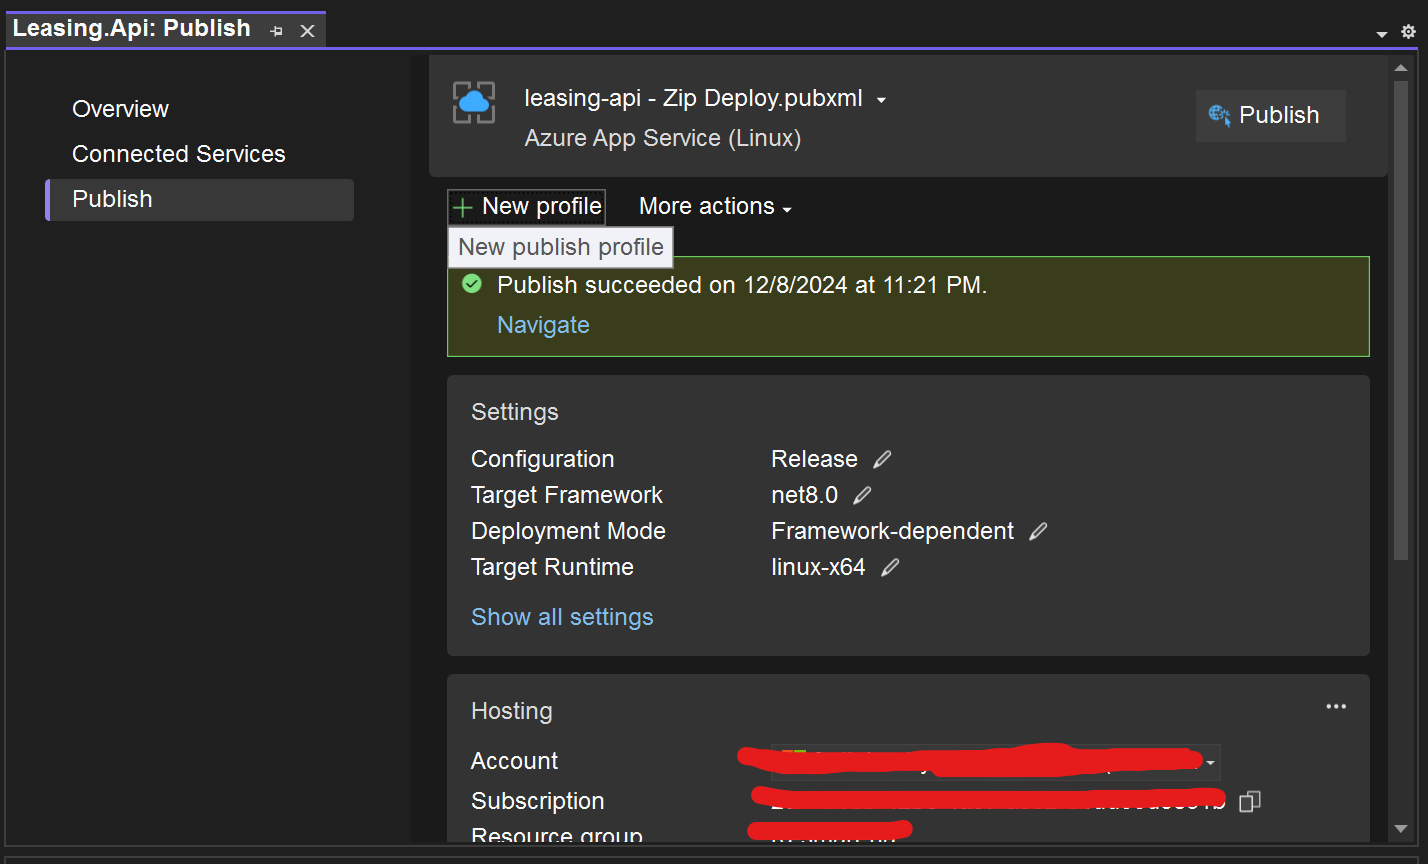 Leasing.Api: Publish
Overview
Connected Services
Publish
leasing-api - Zip Deploy.pubxml
Azure App Service (Linux)
Publish
New profile
More actions
New publish profile
Publish succeeded on 12/8/2024 at 11:21 PM.
Navigate
Settings
Configuration Release
Target Framework net8.0
Deployment Mode Framework-dependent
Target Runtime linux-x64
Show all settings
Hosting
Account
Subscription
Resource group